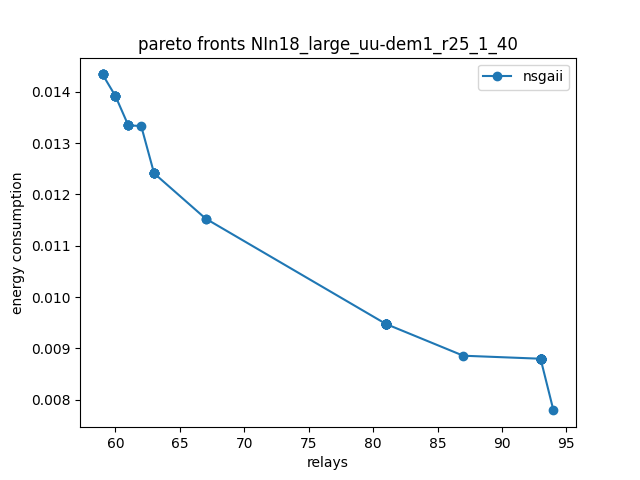 pareto fronts NIn18_large_uu-dem1_r25_1_40
nsgaii
0.014
0.013
0.012
0.011
0.010
0.009
0.008
energy consumption
60 65 70 75 80 85 90 95
relays